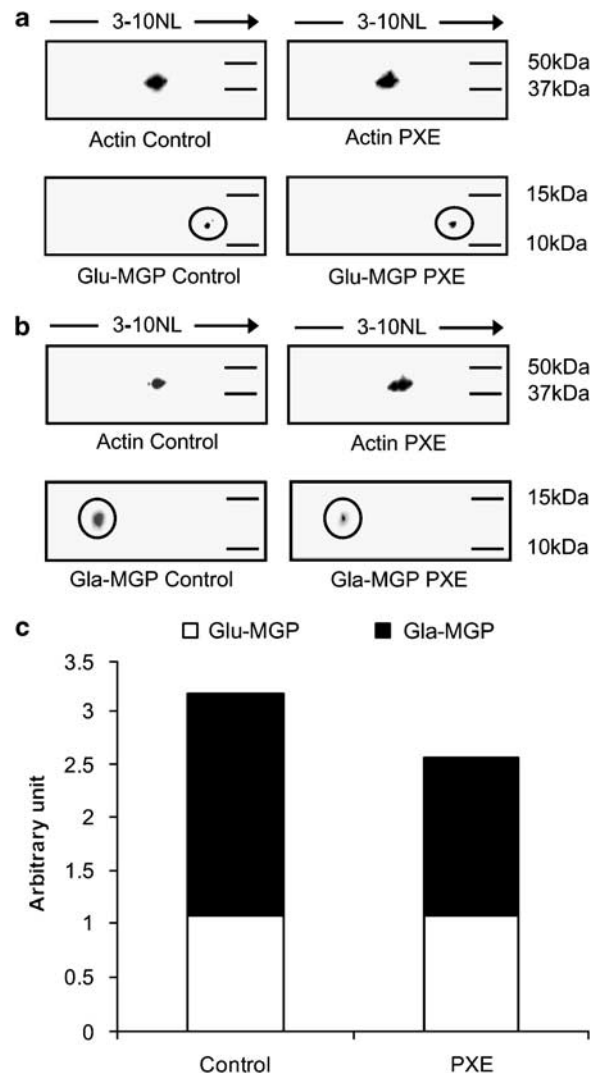 a
3-10NL 3-10NL
50kDa
37kDa
Actin Control Actin PXE
15kDa
10kDa
Glu-MGP Control Glu-MGP PXE
b
3-10NL 3-10NL
50kDa
37kDa
Actin Control Actin PXE
15kDa
10kDa
Gla-MGP Control Gla-MGP PXE
c
Glu-MGP Gla-MGP
3.5
3
2.5
2
1.5
1
0.5
0
Arbitrary unit
Control PXE